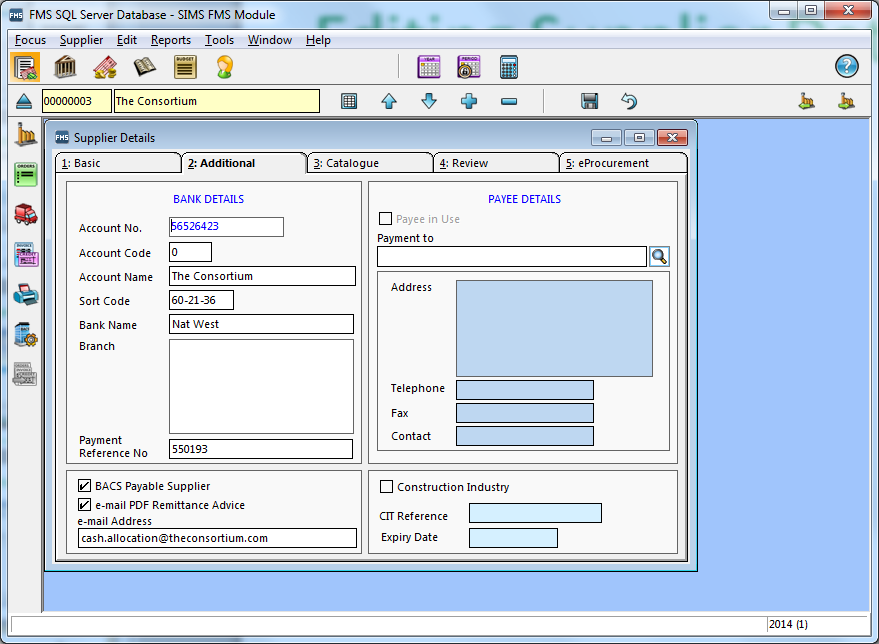 FMS SQL Server Database - SIMS FMS Module
Focus Supplier Edit Reports Tools Window Help
00000003 The Consortium
Supplier Details
1: Basic 2: Additional 3: Catalogue 4: Review 5: eProcurement
BANK DETAILS
Account No. 56526423
Account Code 0
Account Name The Consortium
Sort Code 60-21-36
Bank Name Nat West
Branch
Payment
Reference No 550193
PAYEE DETAILS
Payee in Use
Payment to
Address
Telephone
Fax
Contact
BACS Payable Supplier
e-mail PDF Remittance Advice
e-mail Address
cash.allocation@theconsortium.com
Construction Industry
CIT Reference
Expiry Date
2014 (1)